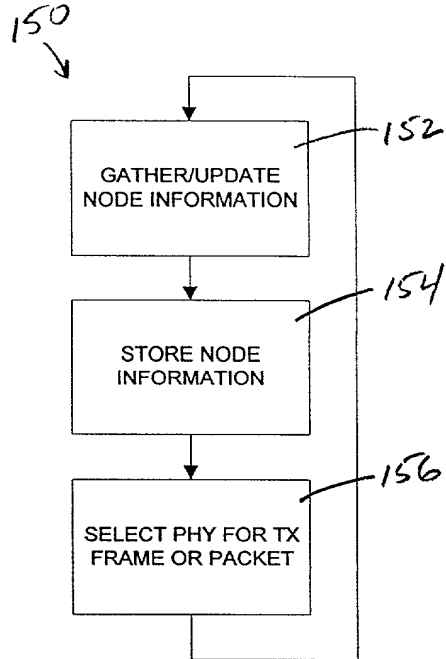 150
152
GATHER/UPDATE
NODE INFORMATION
154
STORE NODE
INFORMATION
156
SELECT PHY FOR TX
FRAME OR PACKET